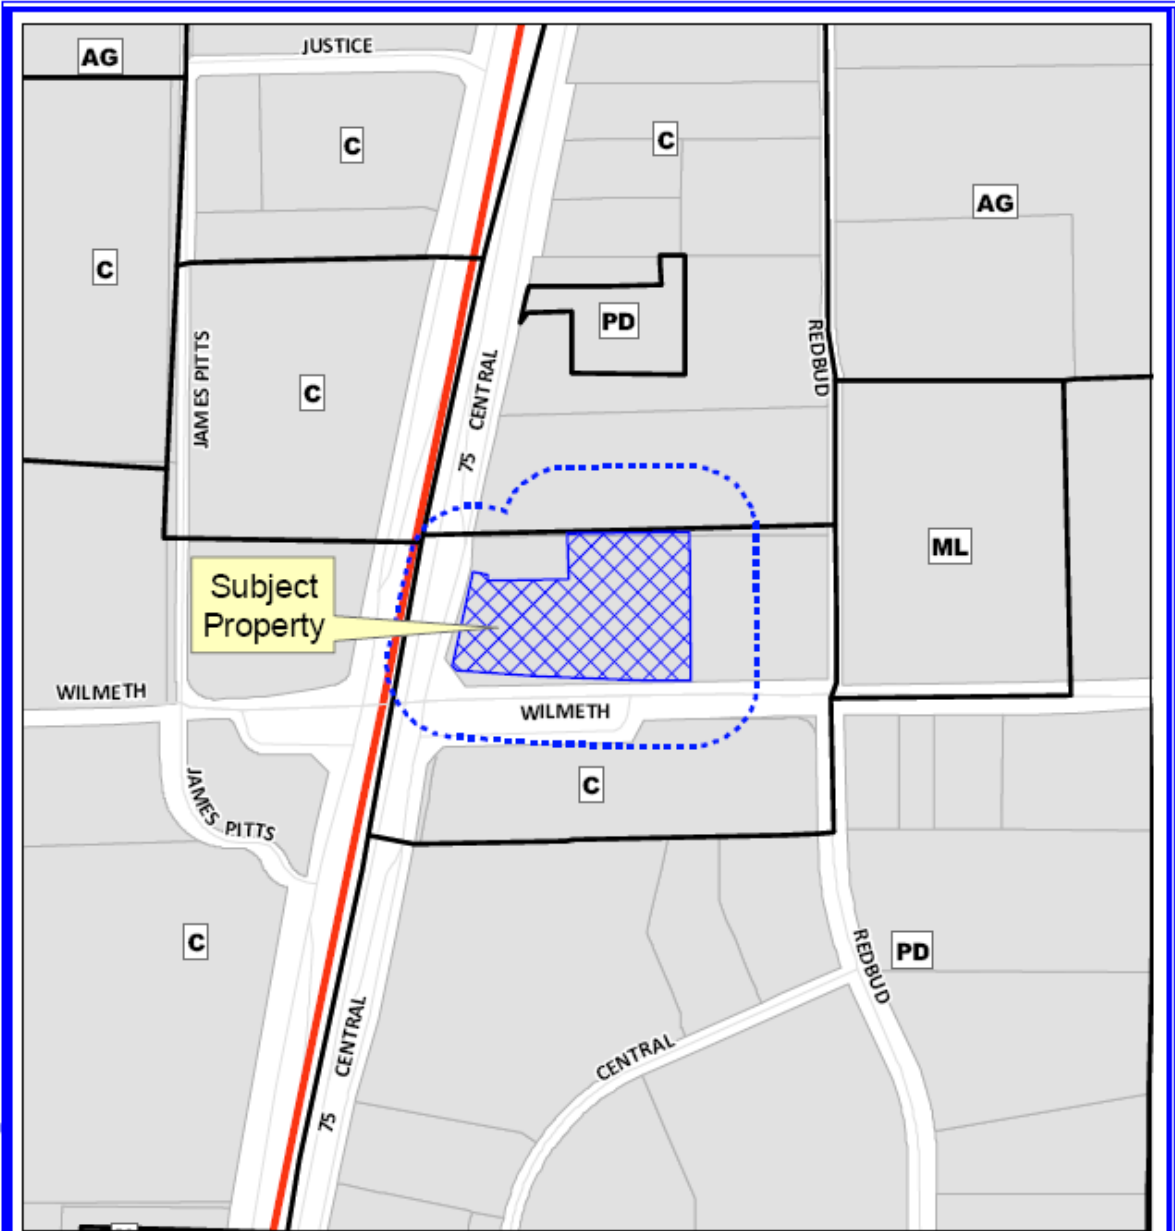 JUSTICE
AG
C
C
AG
C
PD
REDBUD
JAMES PITTS
75 CENTRAL
C
ML
Subject
Property
WILMETH
WILMETH
C
JAMES PITTS
C
REDBUD
PD
75 CENTRAL
CENTRAL